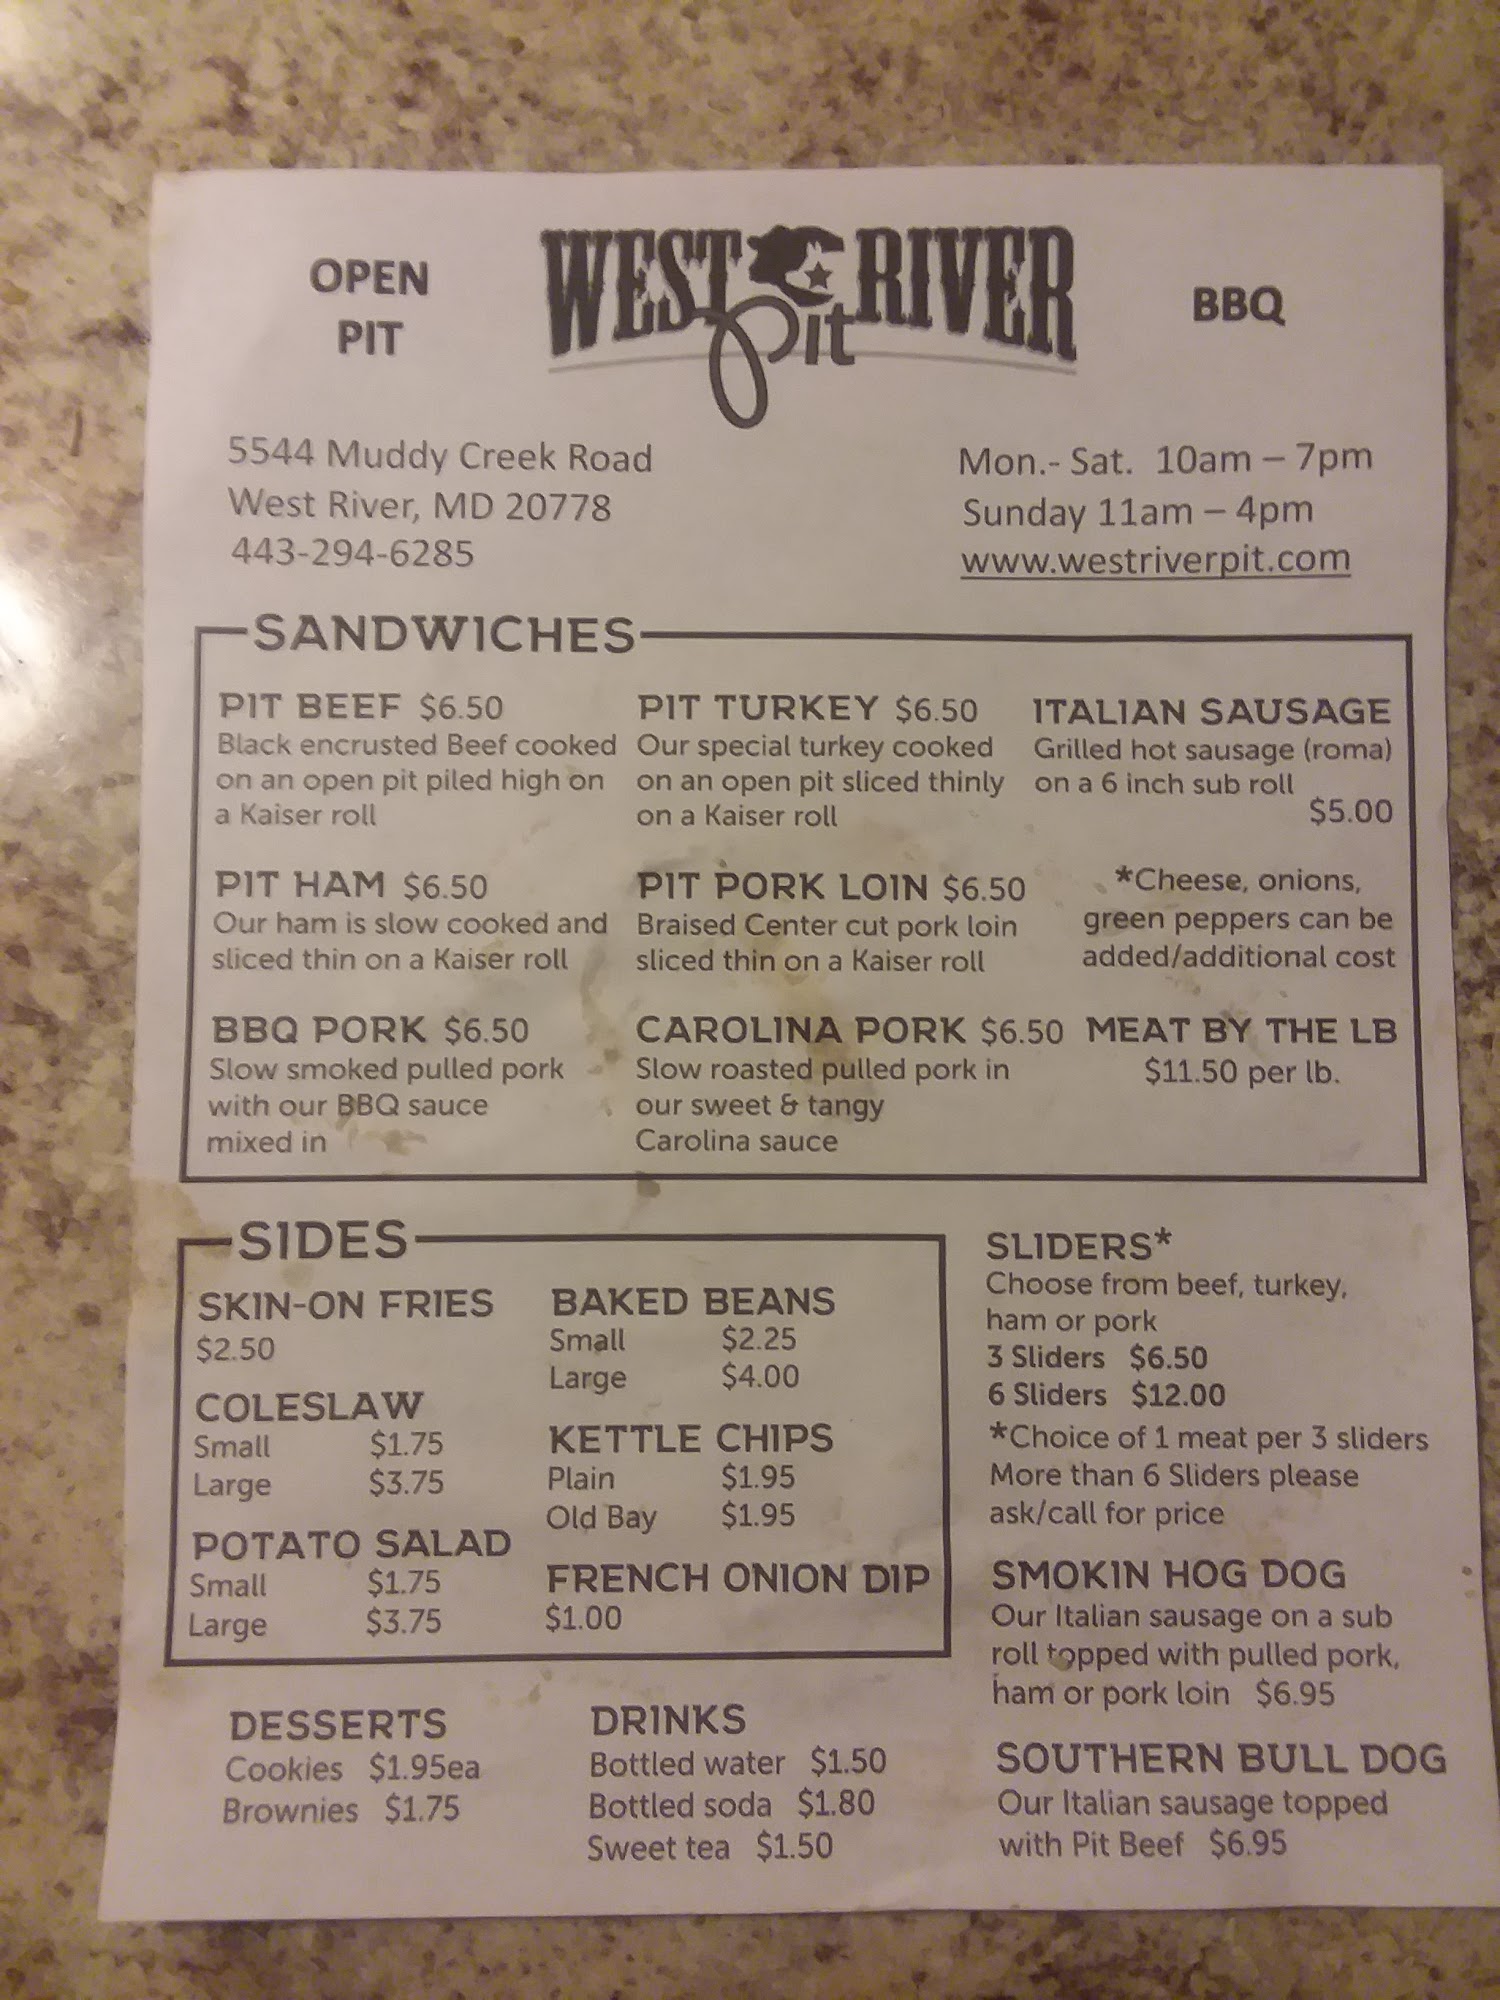 OPEN
PIT
WEST RIVER
Pit
BBQ
5544 Muddy Creek Road
West River, MD 20778
443-294-6285
Mon.- Sat. 10am – 7pm
Sunday 11am – 4pm
www.westriverpit.com
SANDWICHES
PIT BEEF $6.50
Black encrusted Beef cooked
on an open pit piled high on
a Kaiser roll
PIT TURKEY $6.50
Our special turkey cooked
on an open pit sliced thinly
on a Kaiser roll
ITALIAN SAUSAGE
Grilled hot sausage (roma)
on a 6 inch sub roll
$5.00
PIT HAM $6.50
Our ham is slow cooked and
sliced thin on a Kaiser roll
PIT PORK LOIN $6.50
Braised Center cut pork loin
sliced thin on a Kaiser roll
*Cheese, onions,
green peppers can be
added/additional cost
BBQ PORK $6.50
Slow smoked pulled pork
with our BBQ sauce
mixed in
CAROLINA PORK $6.50
Slow roasted pulled pork in
our sweet & tangy
Carolina sauce
MEAT BY THE LB
$11.50 per lb.
SIDES
SKIN-ON FRIES
$2.50
COLESLAW
Small $1.75
Large $3.75
POTATO SALAD
Small $1.75
Large $3.75
BAKED BEANS
Small $2.25
Large $4.00
KETTLE CHIPS
Plain $1.95
Old Bay $1.95
FRENCH ONION DIP
$1.00
SLIDERS*
Choose from beef, turkey,
ham or pork
3 Sliders $6.50
6 Sliders $12.00
*Choice of 1 meat per 3 sliders
More than 6 Sliders please
ask/call for price
SMOKIN HOG DOG
Our Italian sausage on a sub
roll topped with pulled pork,
ham or pork loin $6.95
SOUTHERN BULL DOG
Our Italian sausage topped
with Pit Beef $6.95
DESSERTS
Cookies $1.95ea
Brownies $1.75
DRINKS
Bottled water $1.50
Bottled soda $1.80
Sweet tea $1.50